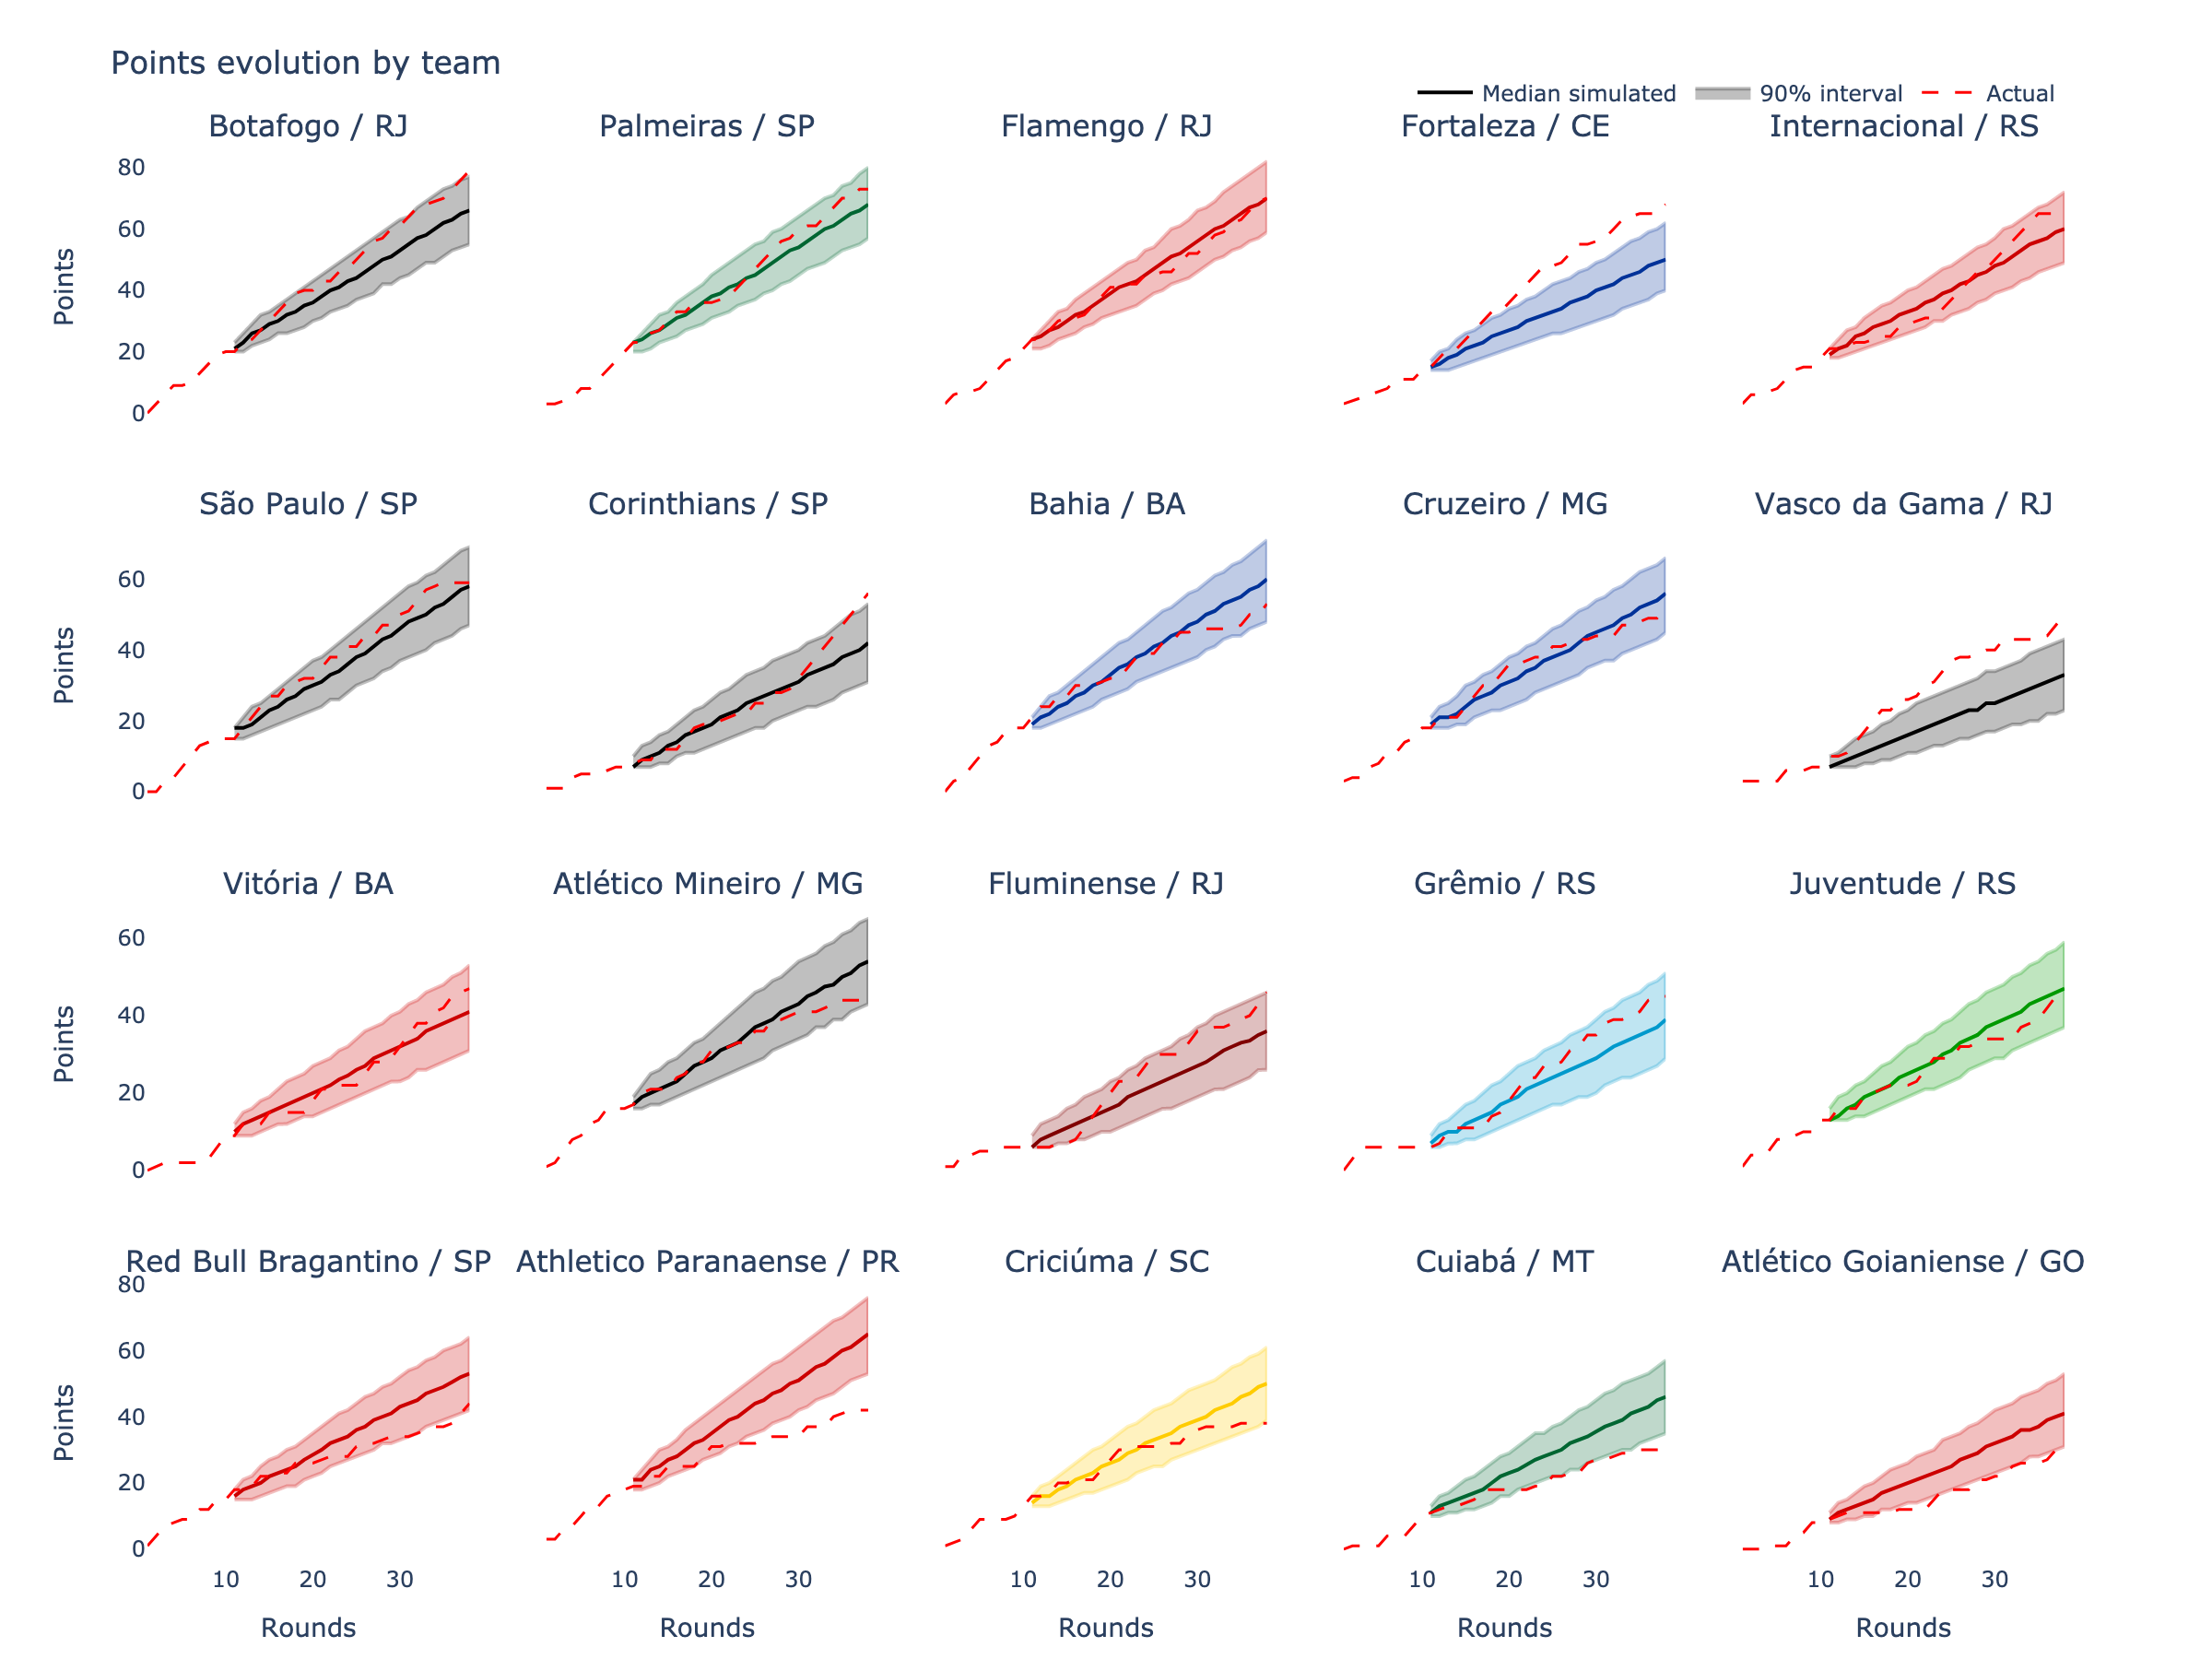 Points evolution by team
Median simulated 90% interval Actual
Botafogo / RJ Palmeiras / SP Flamengo / RJ Fortaleza / CE Internacional / RS
80
60
40
20
0
Points
São Paulo / SP Corinthians / SP Bahia / BA Cruzeiro / MG Vasco da Gama / RJ
60
40
20
0
Points
Vitória / BA Atlético Mineiro / MG Fluminense / RJ Grêmio / RS Juventude / RS
60
40
20
0
Points
Red Bull Bragantino / SP Athletico Paranaense / PR Criciúma / SC Cuiabá / MT Atlético Goianiense / GO
80
60
40
20
0
Points
10 20 30 10 20 30 10 20 30 10 20 30 10 20 30
Rounds Rounds Rounds Rounds Rounds